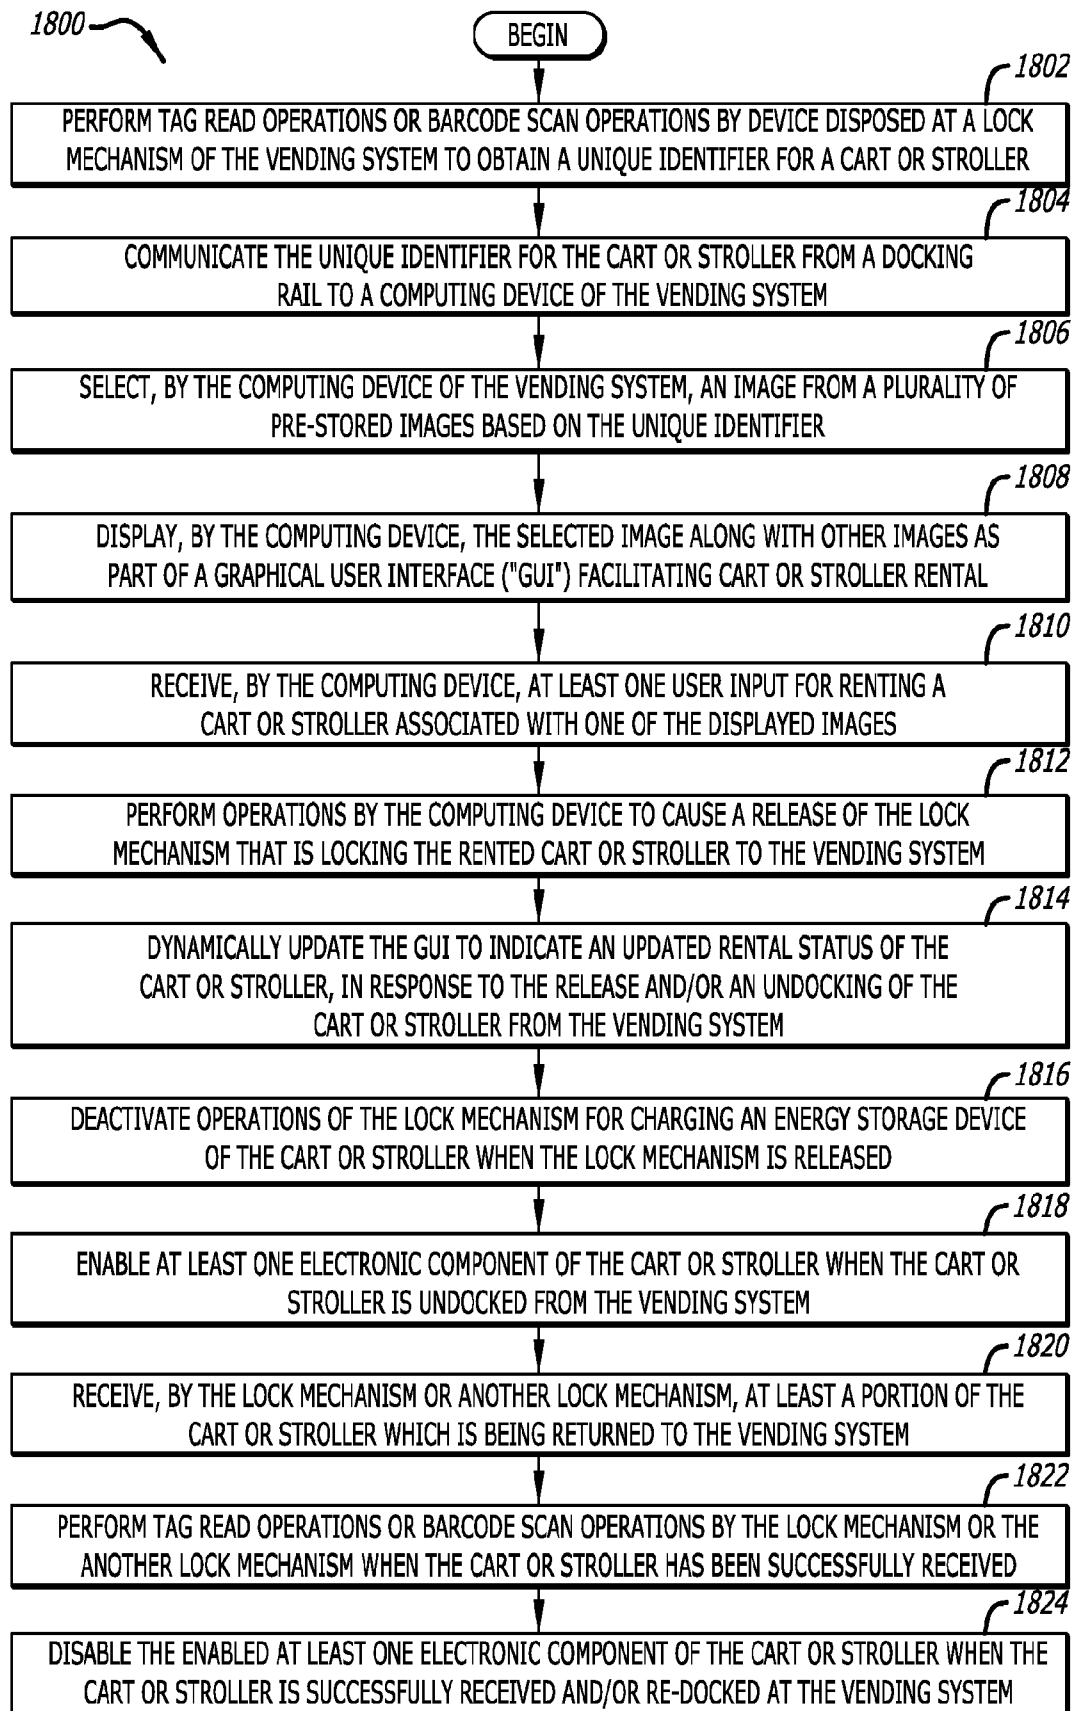 1800
BEGIN
1802
PERFORM TAG READ OPERATIONS OR BARCODE SCAN OPERATIONS BY DEVICE DISPOSED AT A LOCK
MECHANISM OF THE VENDING SYSTEM TO OBTAIN A UNIQUE IDENTIFIER FOR A CART OR STROLLER
1804
COMMUNICATE THE UNIQUE IDENTIFIER FOR THE CART OR STROLLER FROM A DOCKING
RAIL TO A COMPUTING DEVICE OF THE VENDING SYSTEM
1806
SELECT, BY THE COMPUTING DEVICE OF THE VENDING SYSTEM, AN IMAGE FROM A PLURALITY OF
PRE-STORED IMAGES BASED ON THE UNIQUE IDENTIFIER
1808
DISPLAY, BY THE COMPUTING DEVICE, THE SELECTED IMAGE ALONG WITH OTHER IMAGES AS
PART OF A GRAPHICAL USER INTERFACE ("GUI") FACILITATING CART OR STROLLER RENTAL
1810
RECEIVE, BY THE COMPUTING DEVICE, AT LEAST ONE USER INPUT FOR RENTING A
CART OR STROLLER ASSOCIATED WITH ONE OF THE DISPLAYED IMAGES
1812
PERFORM OPERATIONS BY THE COMPUTING DEVICE TO CAUSE A RELEASE OF THE LOCK
MECHANISM THAT IS LOCKING THE RENTED CART OR STROLLER TO THE VENDING SYSTEM
1814
DYNAMICALLY UPDATE THE GUI TO INDICATE AN UPDATED RENTAL STATUS OF THE
CART OR STROLLER, IN RESPONSE TO THE RELEASE AND/OR AN UNDOCKING OF THE
CART OR STROLLER FROM THE VENDING SYSTEM
1816
DEACTIVATE OPERATIONS OF THE LOCK MECHANISM FOR CHARGING AN ENERGY STORAGE DEVICE
OF THE CART OR STROLLER WHEN THE LOCK MECHANISM IS RELEASED
1818
ENABLE AT LEAST ONE ELECTRONIC COMPONENT OF THE CART OR STROLLER WHEN THE CART OR
STROLLER IS UNDOCKED FROM THE VENDING SYSTEM
1820
RECEIVE, BY THE LOCK MECHANISM OR ANOTHER LOCK MECHANISM, AT LEAST A PORTION OF THE
CART OR STROLLER WHICH IS BEING RETURNED TO THE VENDING SYSTEM
1822
PERFORM TAG READ OPERATIONS OR BARCODE SCAN OPERATIONS BY THE LOCK MECHANISM OR THE
ANOTHER LOCK MECHANISM WHEN THE CART OR STROLLER HAS BEEN SUCCESSFULLY RECEIVED
1824
DISABLE THE ENABLED AT LEAST ONE ELECTRONIC COMPONENT OF THE CART OR STROLLER WHEN THE
CART OR STROLLER IS SUCCESSFULLY RECEIVED AND/OR RE-DOCKED AT THE VENDING SYSTEM